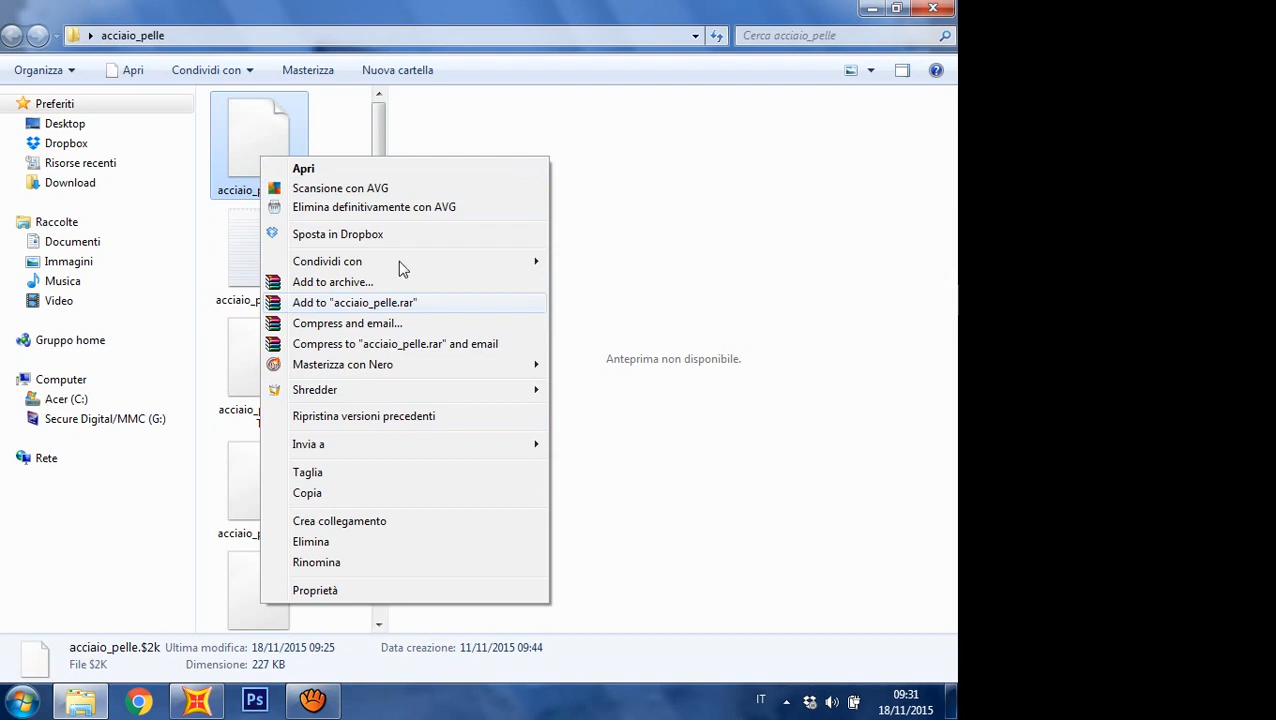 acciaio_pelle
Cerca acciaio_pelle
Organizza
Apri
Condividi con
Masterizza
Nuova cartella
Preferiti
Desktop
Dropbox
Risorse recenti
Download
Raccolte
Documenti
Immagini
Musica
Video
Gruppo home
Computer
Acer (C:)
Secure Digital/MMC (G:)
Rete
acciaio_
acciaio_p
acciaio_p
acciaio_p
Apri
Scansione con AVG
Elimina definitivamente con AVG
Sposta in Dropbox
Condividi con
Add to archive...
Add to "acciaio_pelle.rar"
Compress and email...
Compress to "acciaio_pelle.rar" and email
Masterizza con Nero
Shredder
Ripristina versioni precedenti
Invia a
Taglia
Copia
Crea collegamento
Elimina
Rinomina
Proprietà
Anteprima non disponibile.
acciaio_pelle.$2k Ultima modifica: 18/11/2015 09:25 Data creazione: 11/11/2015 09:44
File $2K Dimensione: 227 KB
Ps
IT
09:31
18/11/2015